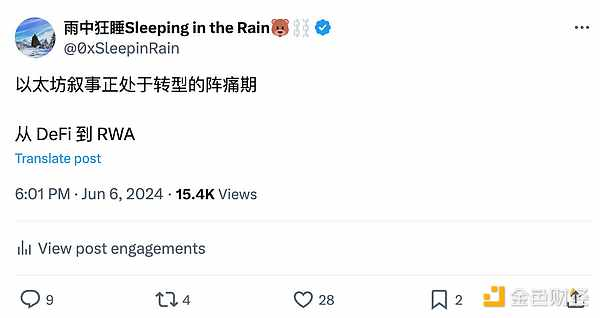 雨中狂睡Sleeping in the Rain🐻⛓️
@0xSleepinRain
以太坊叙事正处于转型的阵痛期
从 DeFi 到 RWA
Translate post
6:01 PM · Jun 6, 2024 · 15.4K Views
View post engagements
9 4 28 2
金色财经